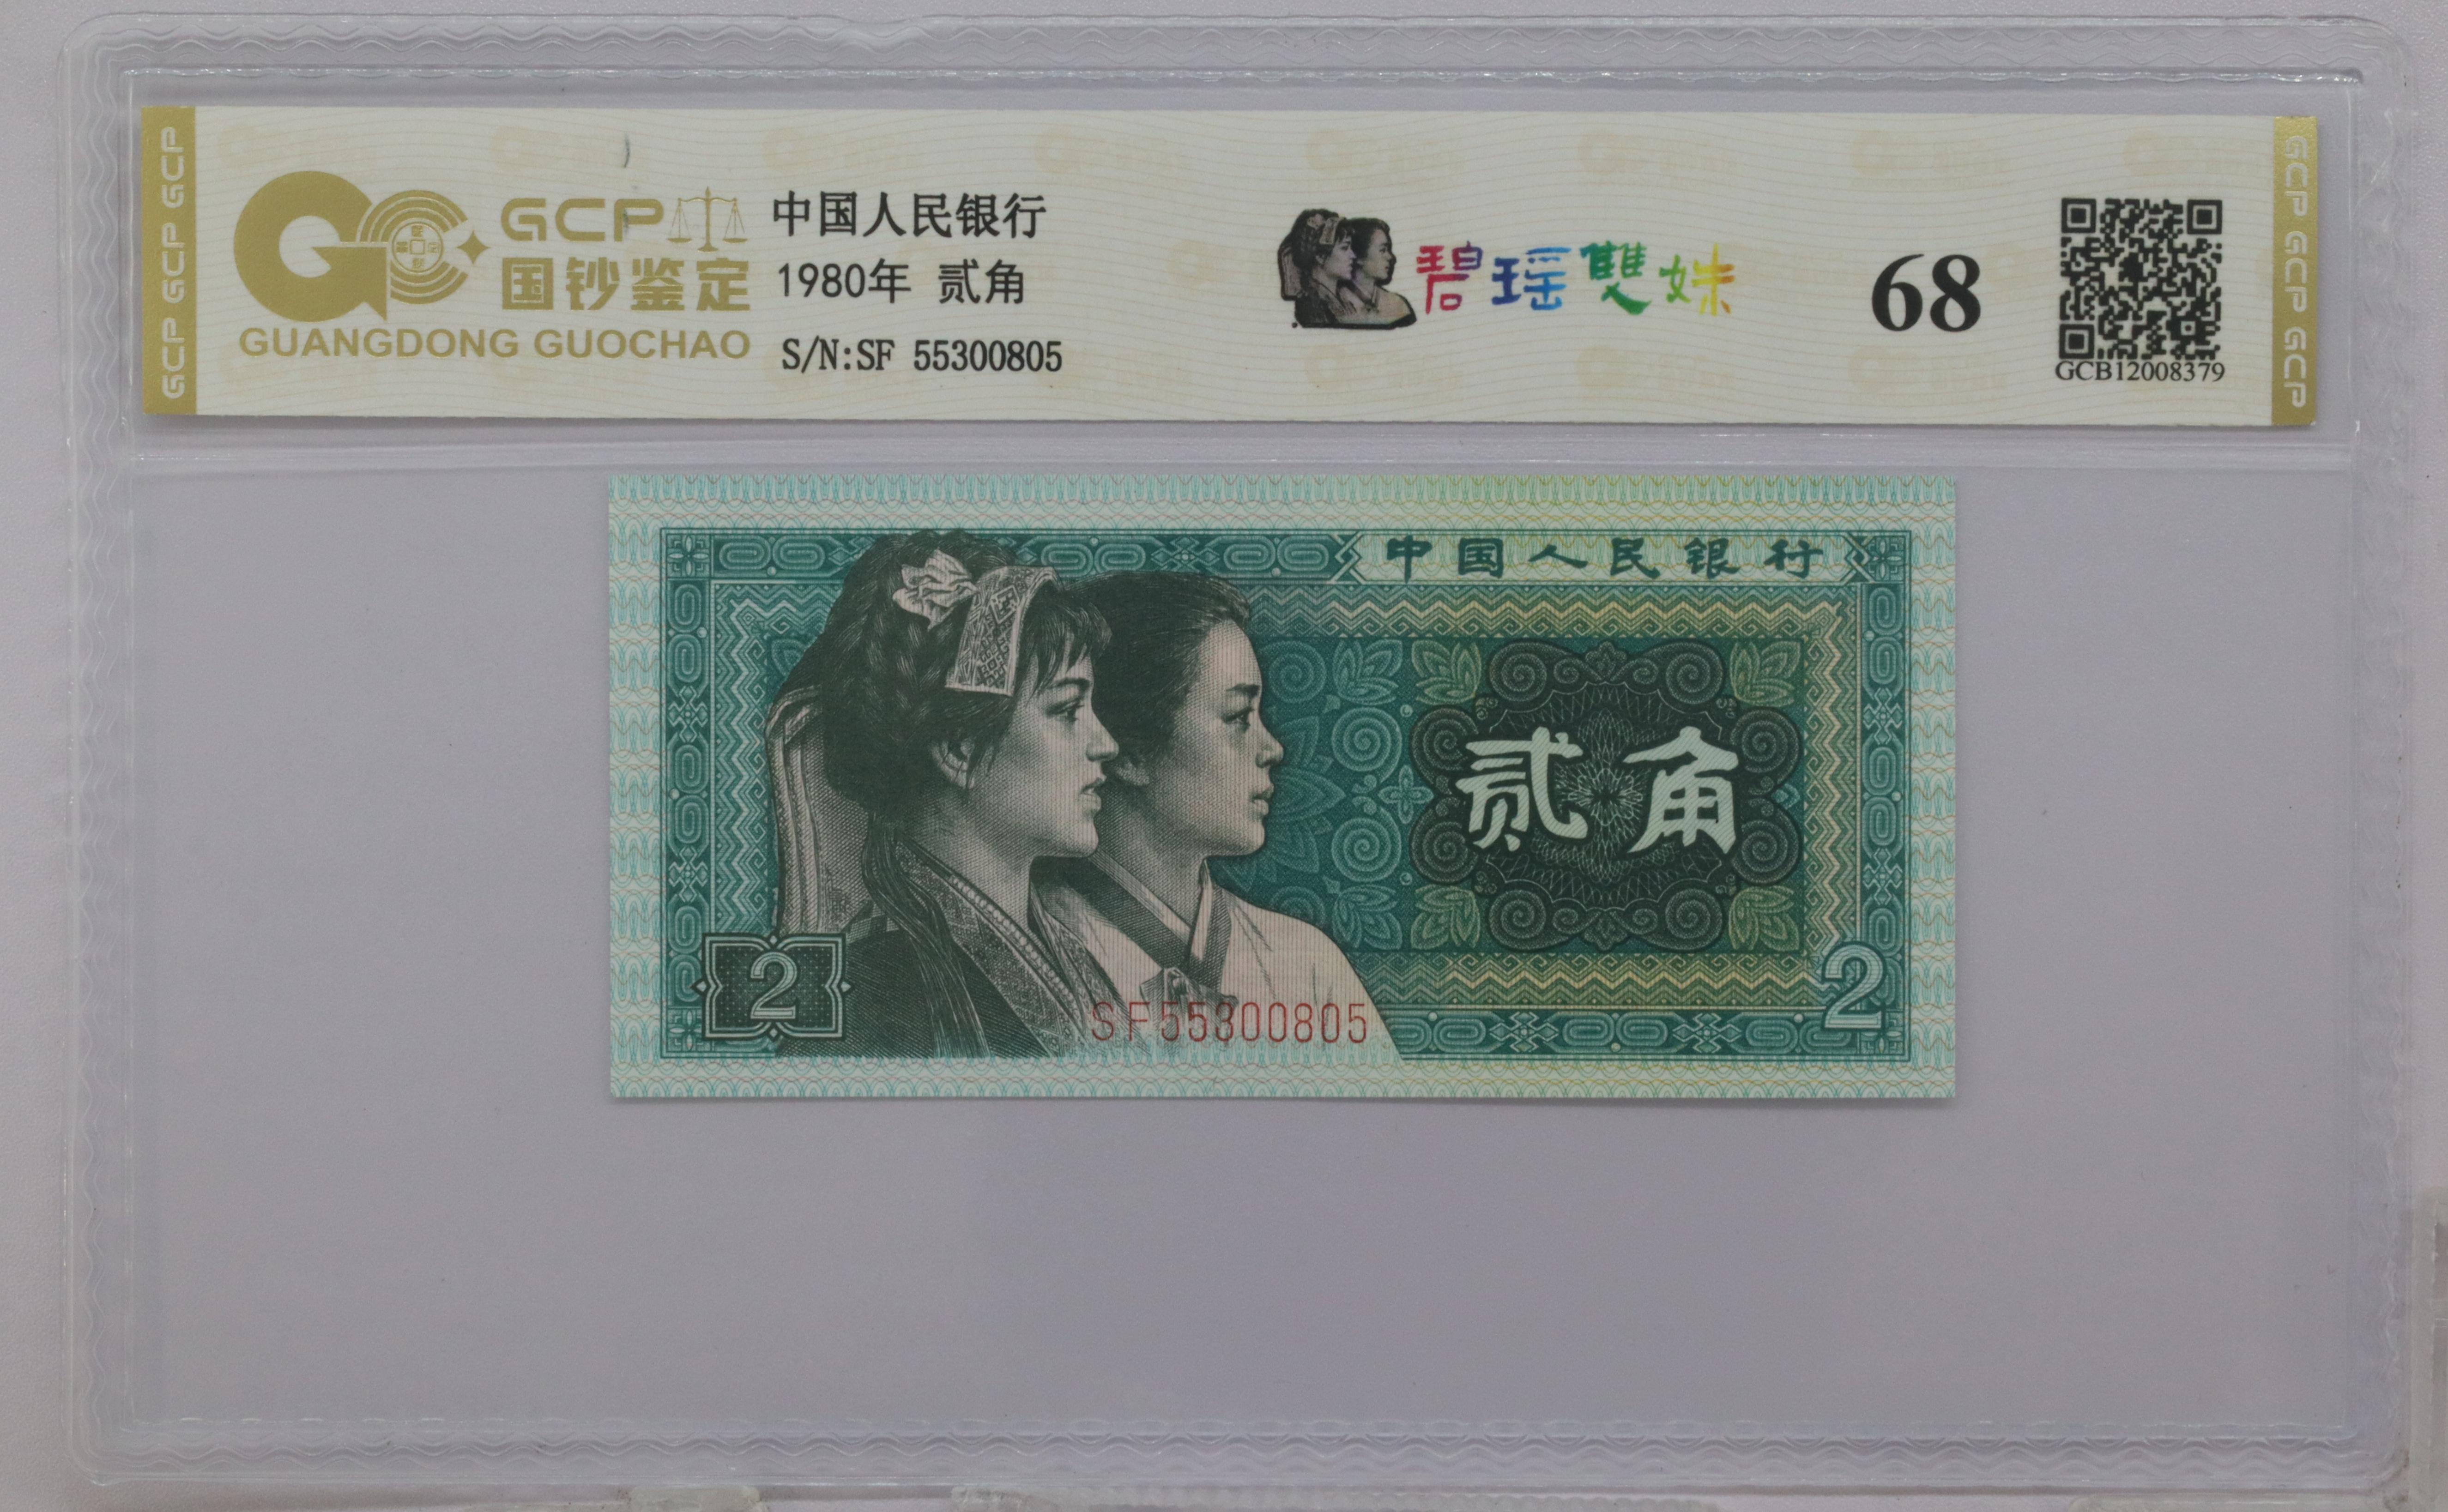 GCP GCP GCP
GCP
国钞鉴定
GUANGDONG GUOCHAO
中国人民银行
1980年 贰角
S/N:SF 55300805
碧瑶雙姝
68
GCB12008379
GCP GCP GCP
中国人民银行
贰角
2
SF55300805
2